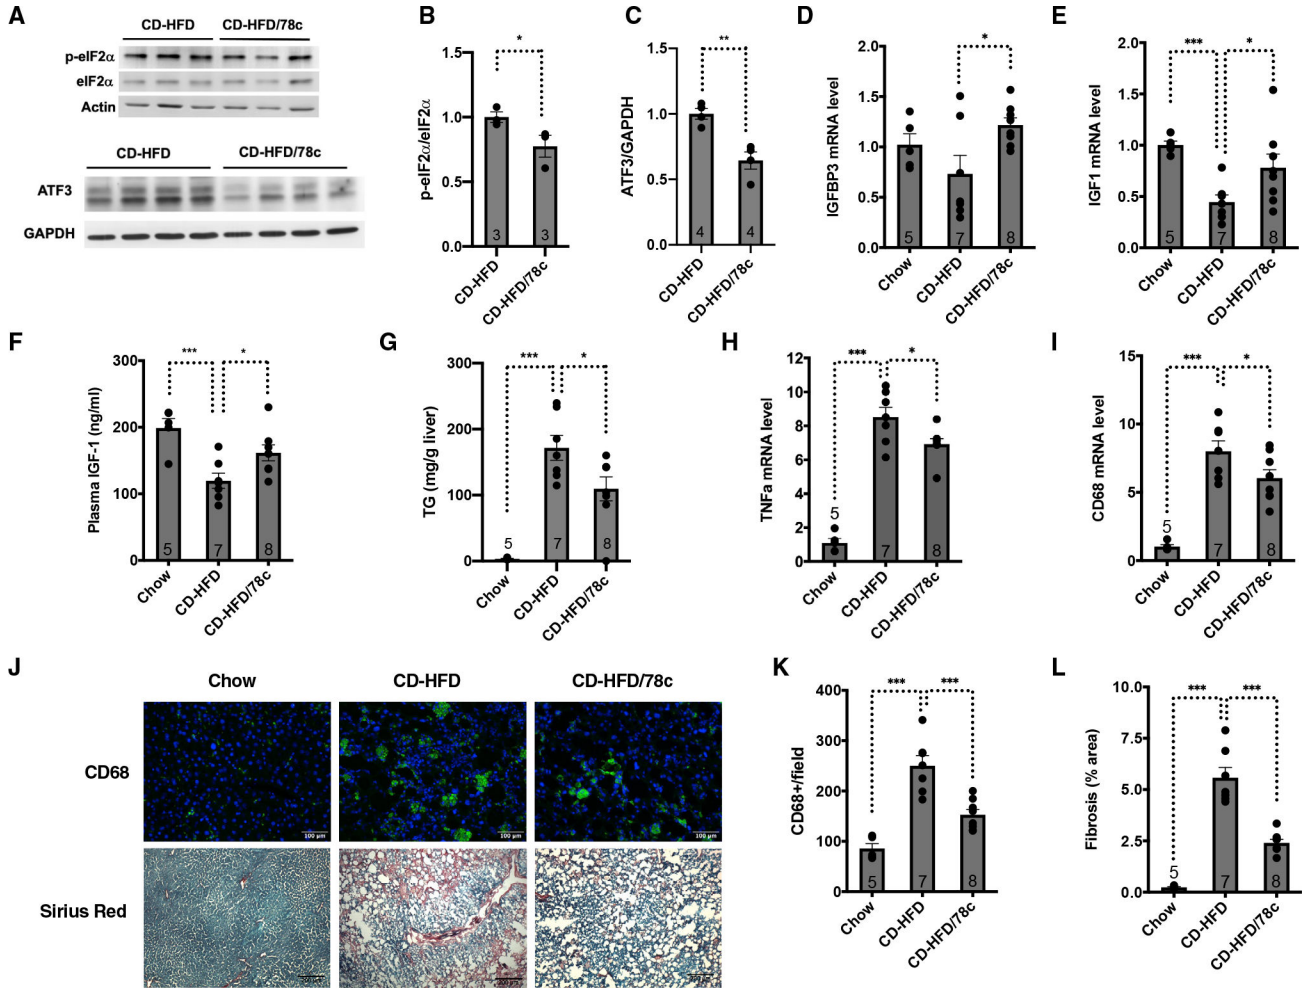 A
CD-HFD CD-HFD/78c
p-eIF2α
eIF2α
Actin
CD-HFD CD-HFD/78c
ATF3
GAPDH
B
*
p-eIF2α/eIF2α
1.5
1.0
0.5
0.0
3 3
CD-HFD
CD-HFD/78c
C
**
ATF3/GAPDH
1.5
1.0
0.5
0.0
4 4
CD-HFD
CD-HFD/78c
D
*
IGFBP3 mRNA level
2.0
1.5
1.0
0.5
0.0
5 7 8
Chow
CD-HFD
CD-HFD/78c
E
*** *
IGF1 mRNA level
2.0
1.5
1.0
0.5
0.0
5 7 8
Chow
CD-HFD
CD-HFD/78c
F
*** *
Plasma IGF-1 (ng/ml)
300
200
100
0
5 7 8
Chow
CD-HFD
CD-HFD/78c
G
*** *
TG (mg/g liver)
300
200
100
0
5 7 8
Chow
CD-HFD
CD-HFD/78c
H
*** *
TNFa mRNA level
12
10
8
6
4
2
0
5 7 8
Chow
CD-HFD
CD-HFD/78c
I
*** *
CD68 mRNA level
15
10
5
0
5 7 8
Chow
CD-HFD
CD-HFD/78c
J
Chow CD-HFD CD-HFD/78c
CD68
100 µm 100 µm 100 µm
Sirius Red
200 µm
K
*** ***
CD68+/field
400
300
200
100
0
5 7 8
Chow
CD-HFD
CD-HFD/78c
L
*** ***
Fibrosis (% area)
10.0
7.5
5.0
2.5
0.0
5 7 8
Chow
CD-HFD
CD-HFD/78c